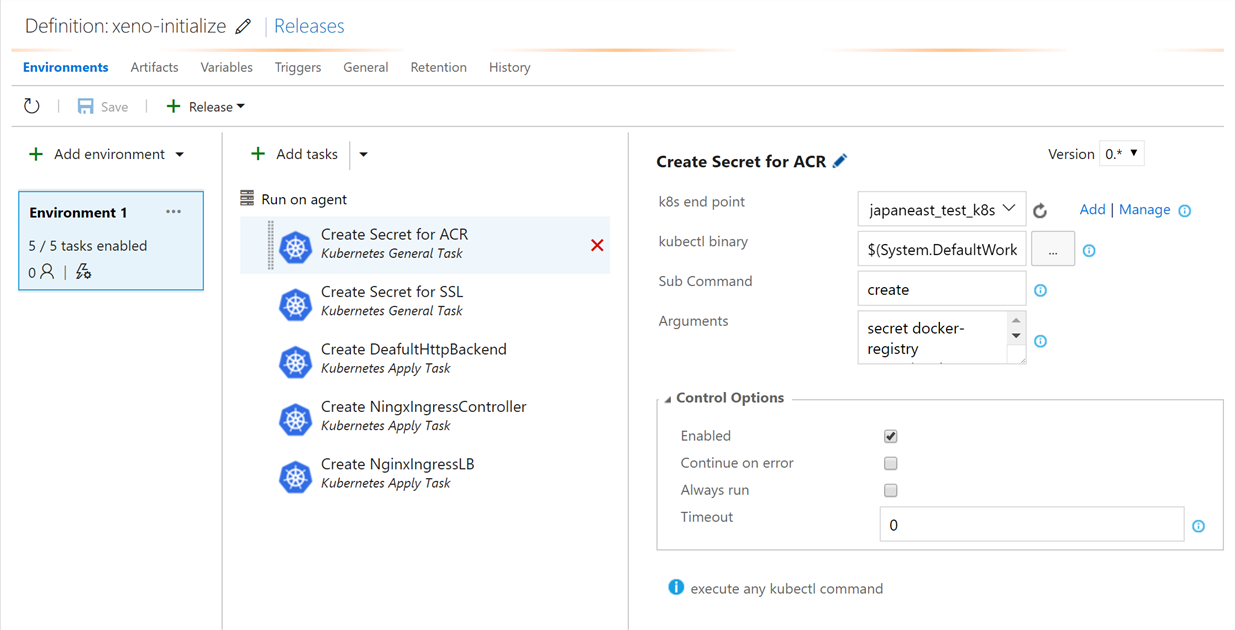 Definition: xeno-initialize | Releases
Environments Artifacts Variables Triggers General Retention History
Save Release
Add environment
Environment 1 ...
5 / 5 tasks enabled
0
Add tasks
Run on agent
Create Secret for ACR
Kubernetes General Task
Create Secret for SSL
Kubernetes General Task
Create DeafultHttpBackend
Kubernetes Apply Task
Create NingxIngressController
Kubernetes Apply Task
Create NginxIngressLB
Kubernetes Apply Task
Create Secret for ACR Version 0.*
k8s end point japaneast_test_k8s Add | Manage
kubectl binary $(System.DefaultWork ...
Sub Command create
Arguments secret docker-
registry
Control Options
Enabled
Continue on error
Always run
Timeout 0
execute any kubectl command